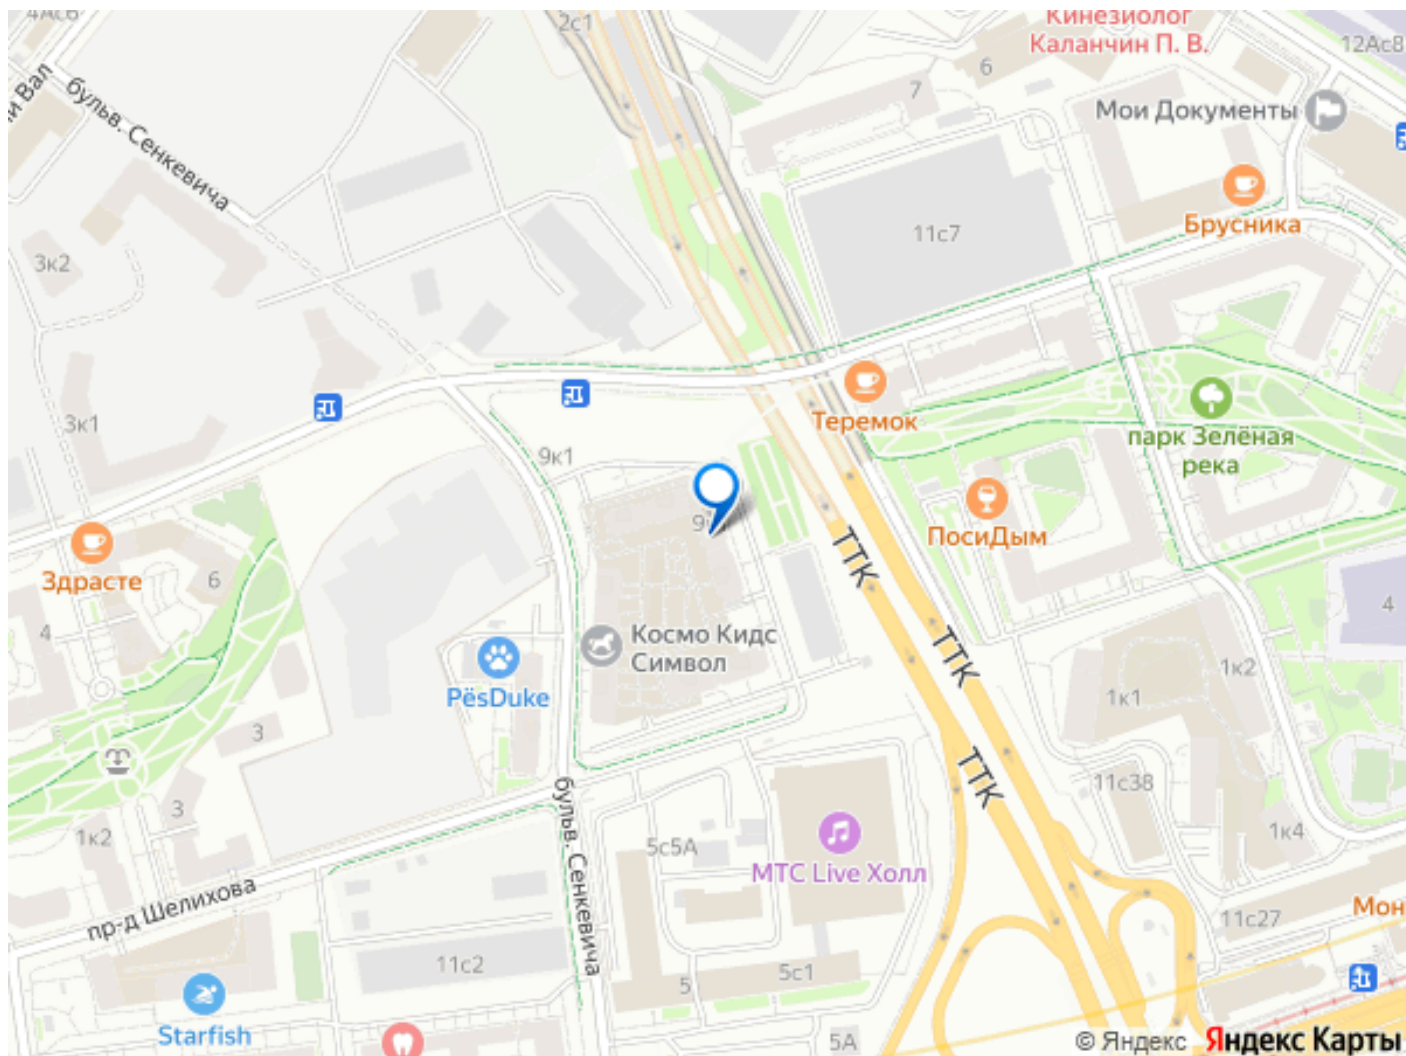 4Ас6
2с1
Кинезиолог
Каланчин П. В.
12Ас8
6
7
Мои Документы
бульв. Сенкевича
Брусника
11с7
3к2
Теремок
парк Зелёная
река
3к1
9к1
ПосиДым
Здрасте
6
ТТК
4
4
Космо Кидс
Символ
ТТК
1к2
PёsDuke
1к1
3
ТТК
11с38
3
1к2
бульв. Сенкевича
5с5А
1к4
МТС Live Холл
пр-д Шелихова
11с27
Мон
11с2
5
5с1
Starfish
5А
© Яндекс Яндекс Карты